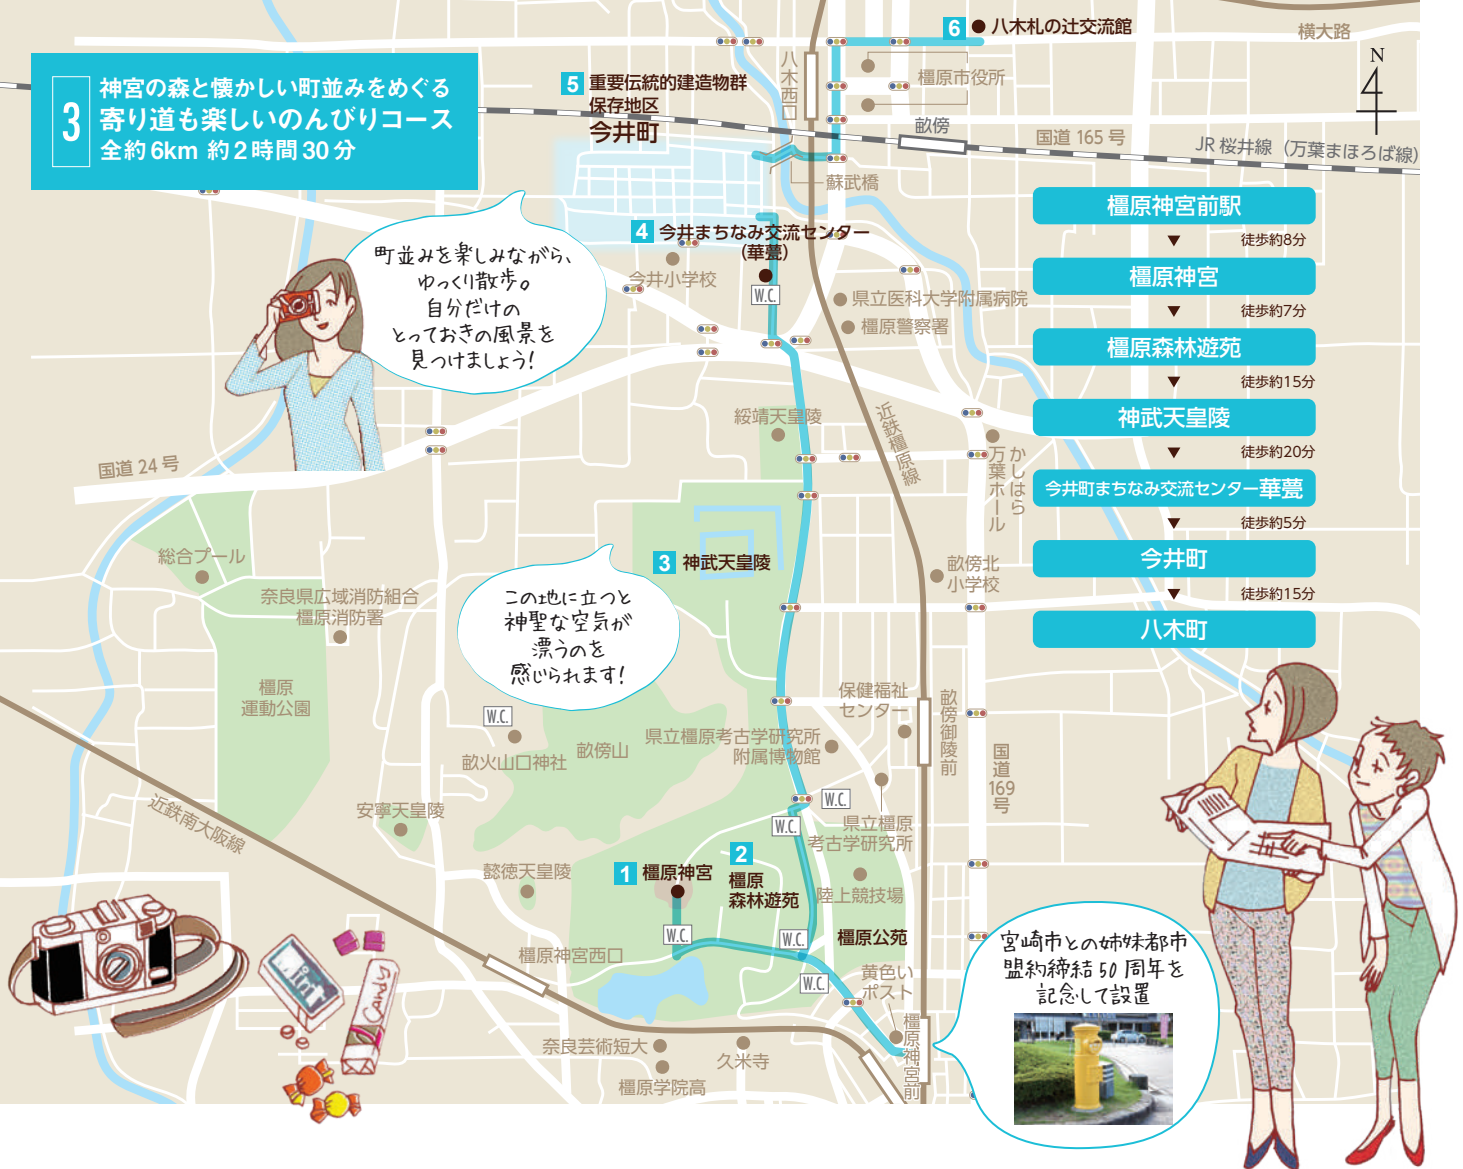 3
神宮の森と懐かしい町並みをめぐる
寄り道も楽しいのんびりコース
全約6km 約2時間30分
6 八木札の辻交流館
横大路
N
八木西口
橿原市役所
5 重要伝統的建造物群
保存地区
今井町
畝傍
国道 165 号
JR 桜井線（万葉まほろば線）
蘇武橋
4 今井まちなみ交流センター
（華甍）
今井小学校
W.C.
県立医科大学附属病院
橿原警察署
町並みを楽しみながら、
ゆっくり散歩。
自分だけの
とっておきの風景を
見つけましょう!
橿原神宮前駅
▼ 徒歩約8分
橿原神宮
▼ 徒歩約7分
橿原森林遊苑
▼ 徒歩約15分
神武天皇陵
▼ 徒歩約20分
今井町まちなみ交流センター華甍
▼ 徒歩約5分
今井町
▼ 徒歩約15分
八木町
国道 24 号
綏靖天皇陵
近鉄橿原線
かしはら
万葉ホール
総合プール
奈良県広域消防組合
橿原消防署
3 神武天皇陵
畝傍北
小学校
この地に立つと
神聖な空気が
漂うのを
感じられます!
橿原
運動公園
W.C.
畝火山口神社
畝傍山
県立橿原考古学研究所
附属博物館
保健福祉
センター
畝傍御陵前
国道169号
近鉄南大阪線
安寧天皇陵
W.C.
W.C.
県立橿原
考古学研究所
懿徳天皇陵
1 橿原神宮
2
橿原
森林遊苑
陸上競技場
W.C.
W.C.
橿原公苑
橿原神宮西口
W.C.
黄色い
ポスト
橿原神宮前
宮崎市との姉妹都市
盟約締結50周年を
記念して設置
奈良芸術短大
久米寺
橿原学院高
Candy